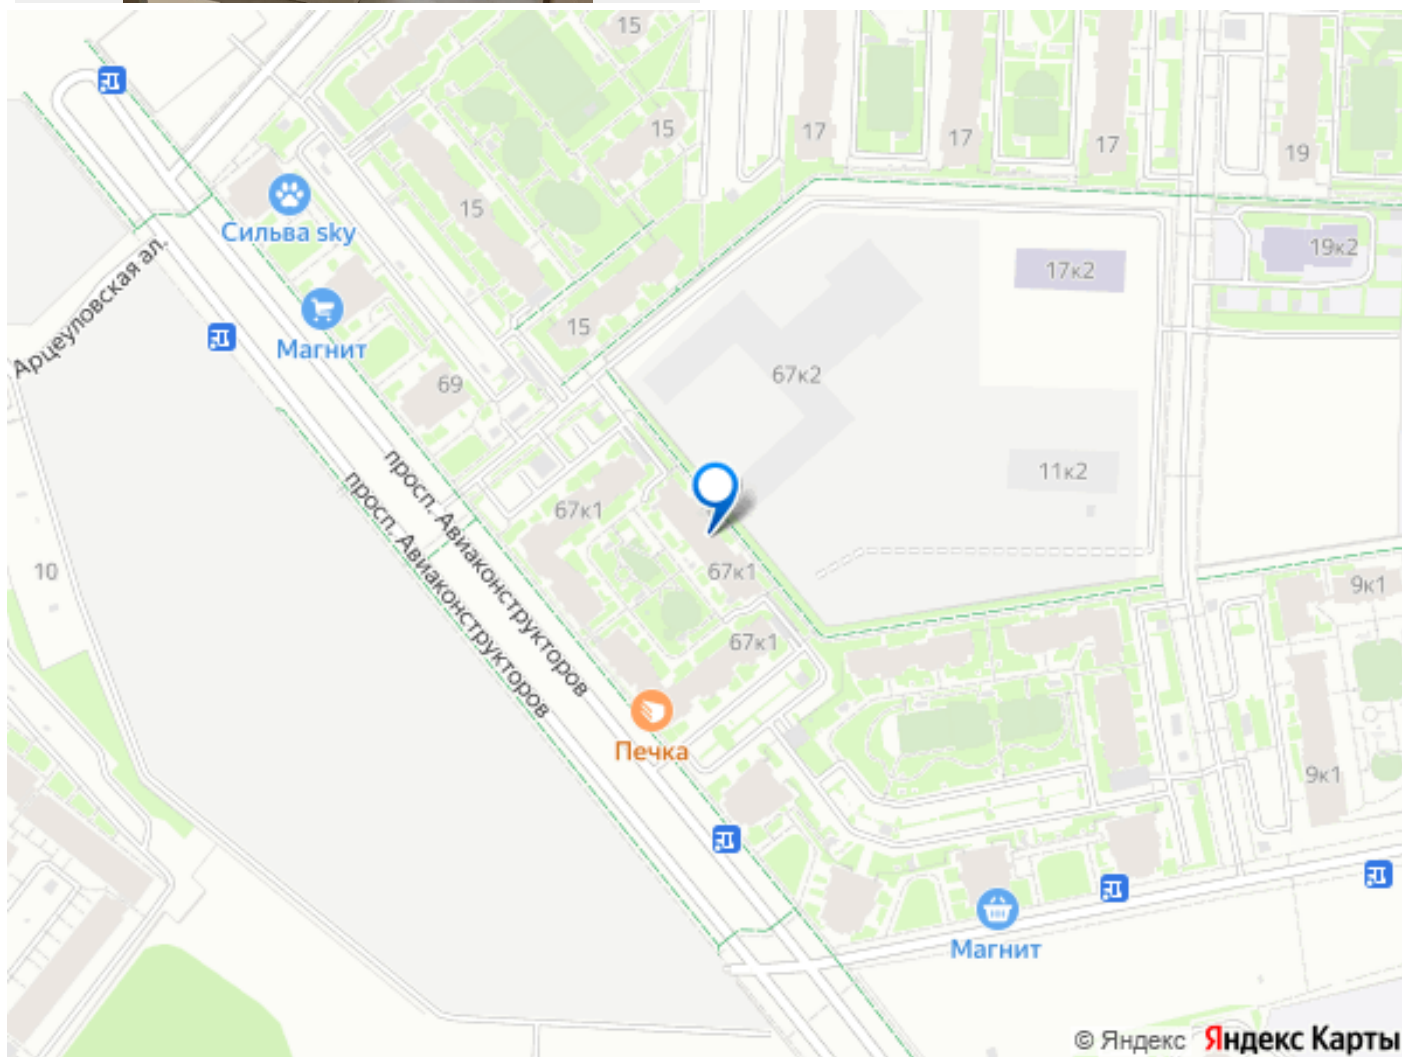 15
15
17
17
17
19
15
Сильва sky
19к2
17к2
Арцеуловская ал.
15
Магнит
67к2
69
11к2
просп. Авиаконструкторов
просп. Авиаконструкторов
67к1
10
67к1
9к1
67к1
Печка
9к1
Магнит
© Яндекс Яндекс Карты